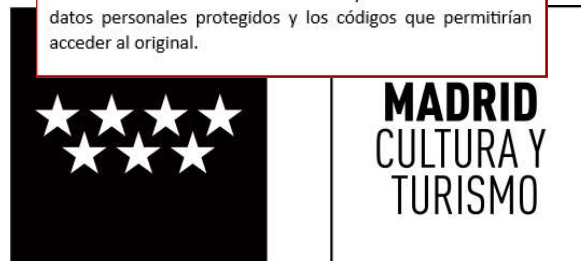 datos personales protegidos y los códigos que permitirían
acceder al original.
MADRID
CULTURA Y
TURISMO